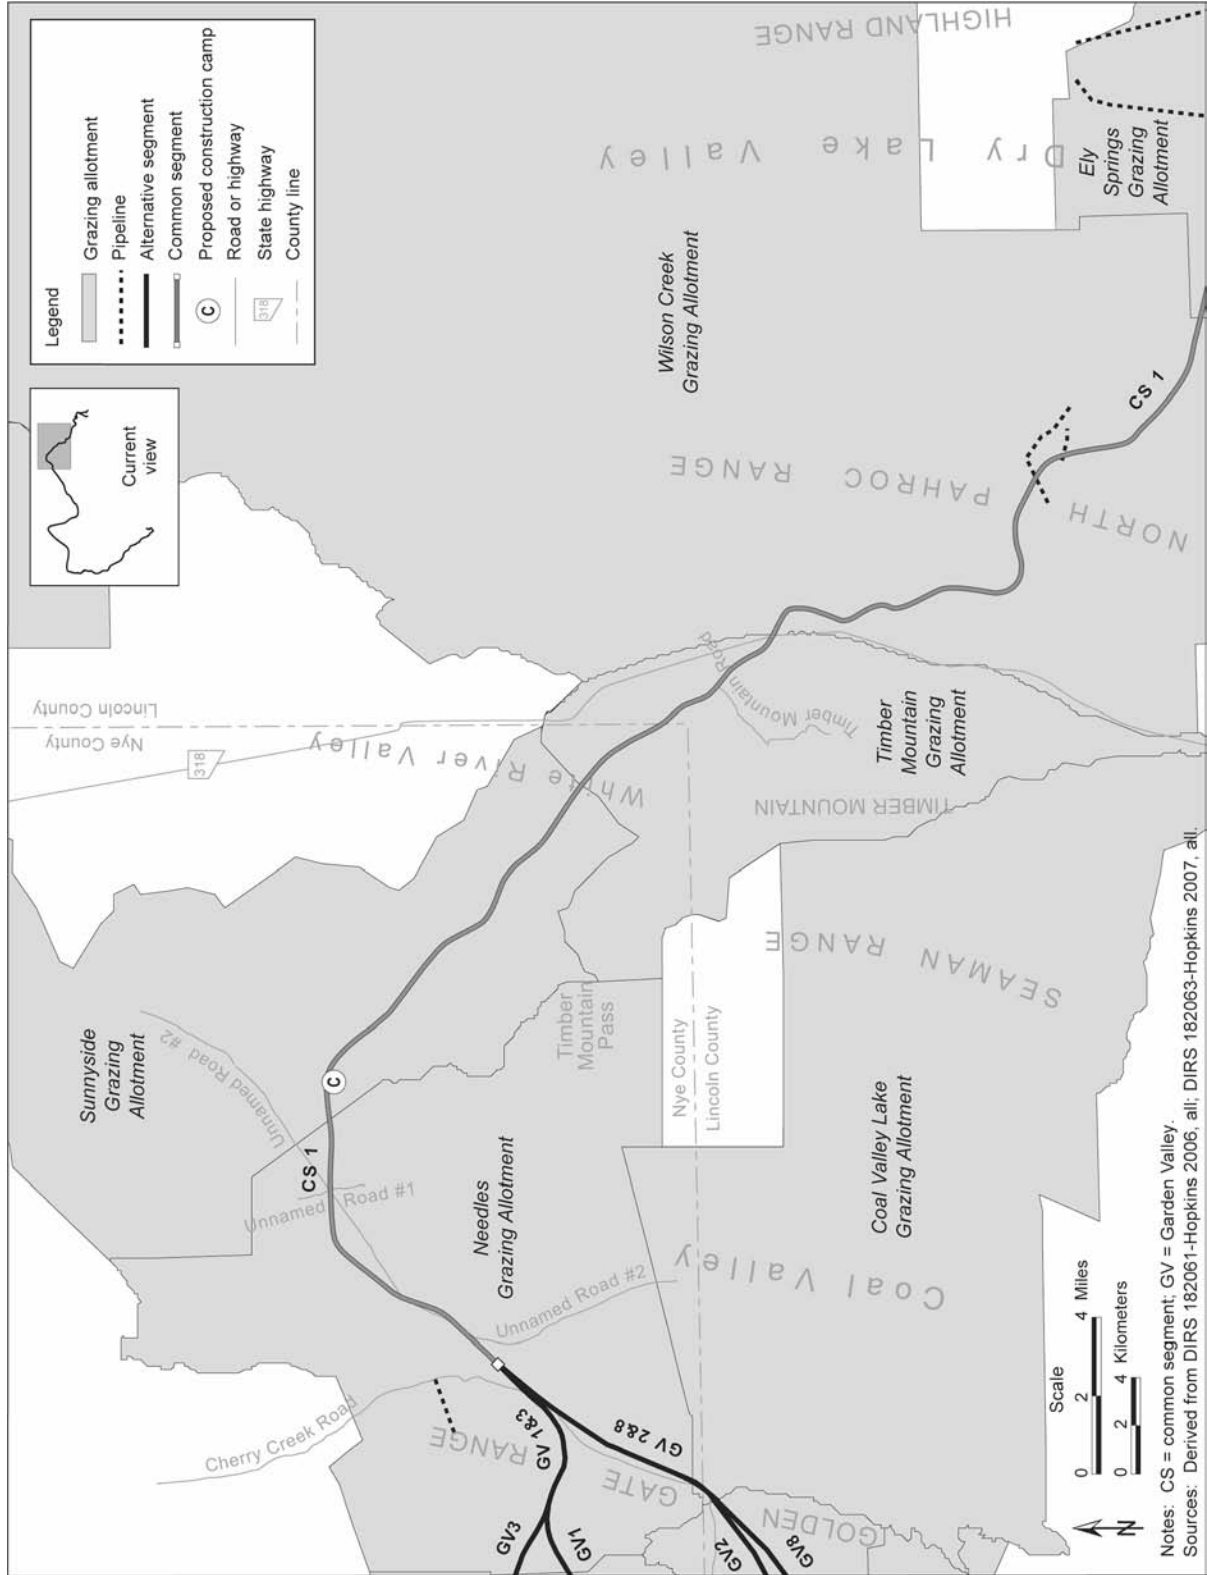 Legend
Grazing allotment
Pipeline
Alternative segment
Common segment
C
Proposed construction camp
Road or highway
318
State highway
County line
Current
view
318
Nye County
Lincoln County
White River Valley
Sunnyside
Grazing
Allotment
Unnamed Road #2
C
CS 1
Unnamed Road #1
Cherry Creek Road
Needles
Grazing Allotment
Unnamed Road #2
Timber
Mountain
Pass
GV 1&3
GV3
GV1
GV 2&8
GV2
GV8
GOLDEN GATE RANGE
Nye County
Lincoln County
Coal Valley
Coal Valley Lake
Grazing Allotment
SEAMAN RANGE
TIMBER MOUNTAIN
Timber Mountain Road
Timber
Mountain
Grazing
Allotment
Wilson Creek
Grazing Allotment
NORTH PAHROC RANGE
CS 1
Dry Lake Valley
HIGHLAND RANGE
Ely
Springs
Grazing
Allotment
Scale
0 2 4 Miles
0 2 4 Kilometers
N
Notes: CS = common segment; GV = Garden Valley.
Sources: Derived from DIRS 182061-Hopkins 2006, all; DIRS 182063-Hopkins 2007, all.